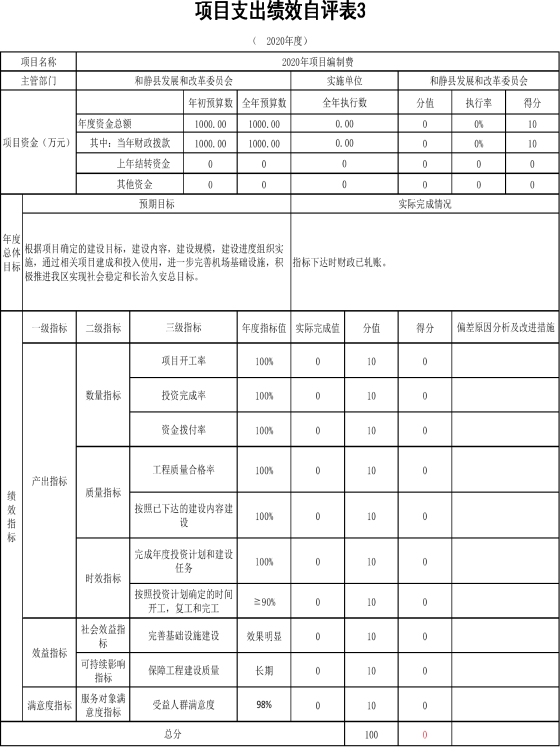 项目支出绩效自评表3
（ 2020年度）
项目名称 2020年项目编制费
主管部门 和静县发展和改革委员会 实施单位 和静县发展和改革委员会
项目资金（万元） 年初预算数 全年预算数 全年执行数 分值 执行率 得分
年度资金总额 1000.00 1000.00 0.00 0 0% 10
其中：当年财政拨款 1000.00 1000.00 0.00 0 0% 10
上年结转资金 0 0 0 0 0 0
其他资金 0 0 0 0 0 0
年度总体目标 预期目标 实际完成情况
根据项目确定的建设目标，建设内容，建设规模，建设进度组织实
施，通过相关项目建成和投入使用，进一步完善机场基础设施，积
极推进我区实现社会稳定和长治久安总目标。
指标下达时财政已轧账。
绩效指标 一级指标 二级指标 三级指标 年度指标值 实际完成值 分值 得分 偏差原因分析及改进措施
产出指标 数量指标 项目开工率 100% 0 10 0
投资完成率 100% 0 10 0
资金拨付率 100% 0 10 0
质量指标 工程质量合格率 100% 0 10 0
按照已下达的建设内容建
设 100% 0 10 0
时效指标 完成年度投资计划和建设
任务 100% 0 10 0
按照投资计划确定的时间
开工，复工和完工 ≥90% 0 10 0
效益指标 社会效益指
标 完善基础设施建设 效果明显 0 10 0
可持续影响
指标 保障工程建设质量 长期 0 10 0
满意度指标 服务对象满
意度指标 受益人群满意度 98% 0 10 0
总分 100 0